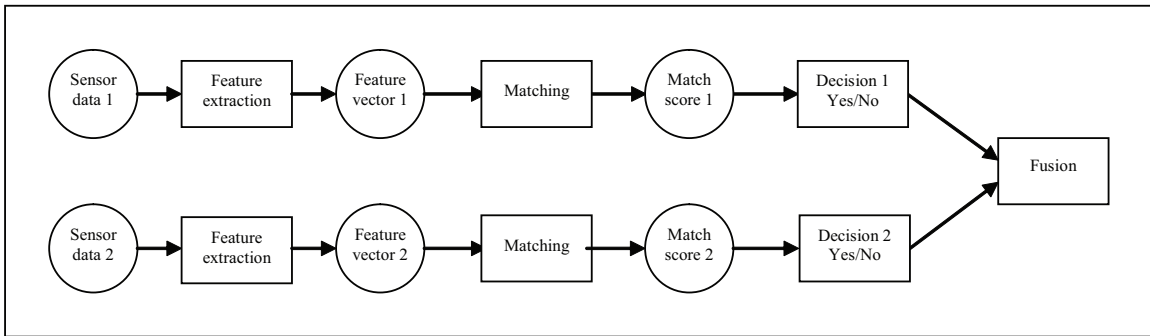 Sensor
data 1
Feature
extraction
Feature
vector 1
Matching
Match
score 1
Decision 1
Yes/No
Fusion
Sensor
data 2
Feature
extraction
Feature
vector 2
Matching
Match
score 2
Decision 2
Yes/No